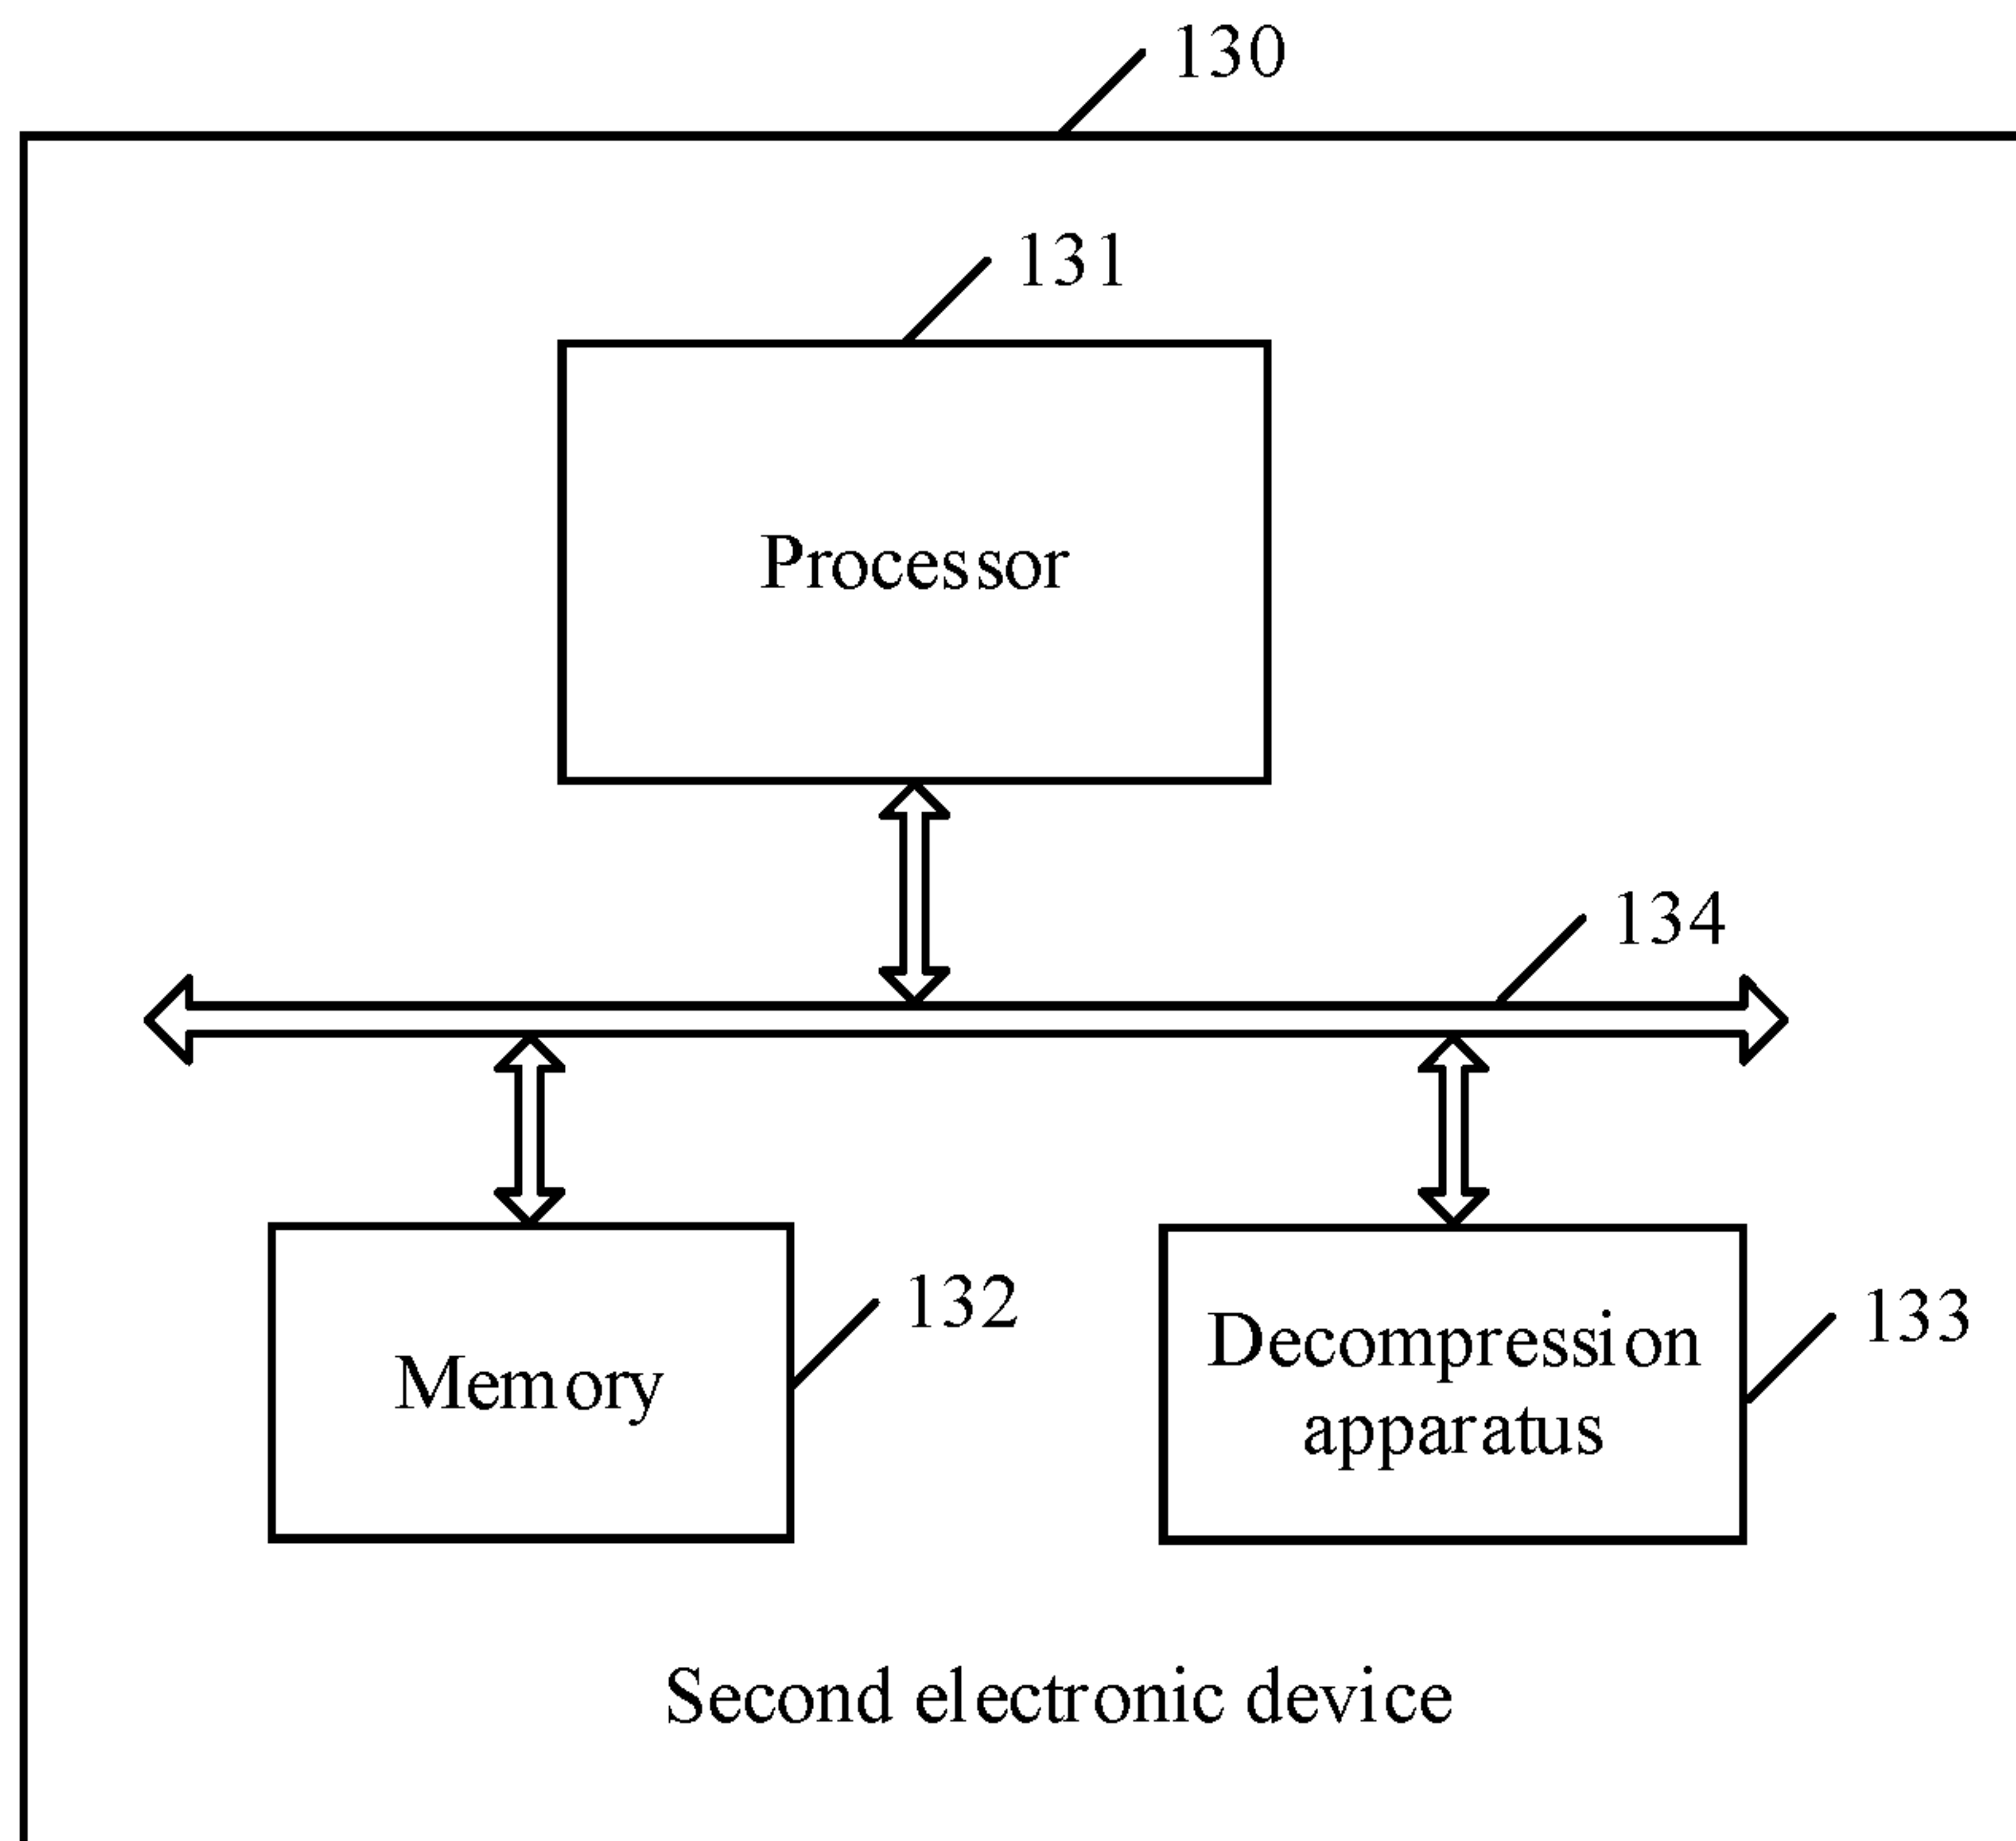 130
131
Processor
134
132
Memory
133
Decompression
apparatus
Second electronic device